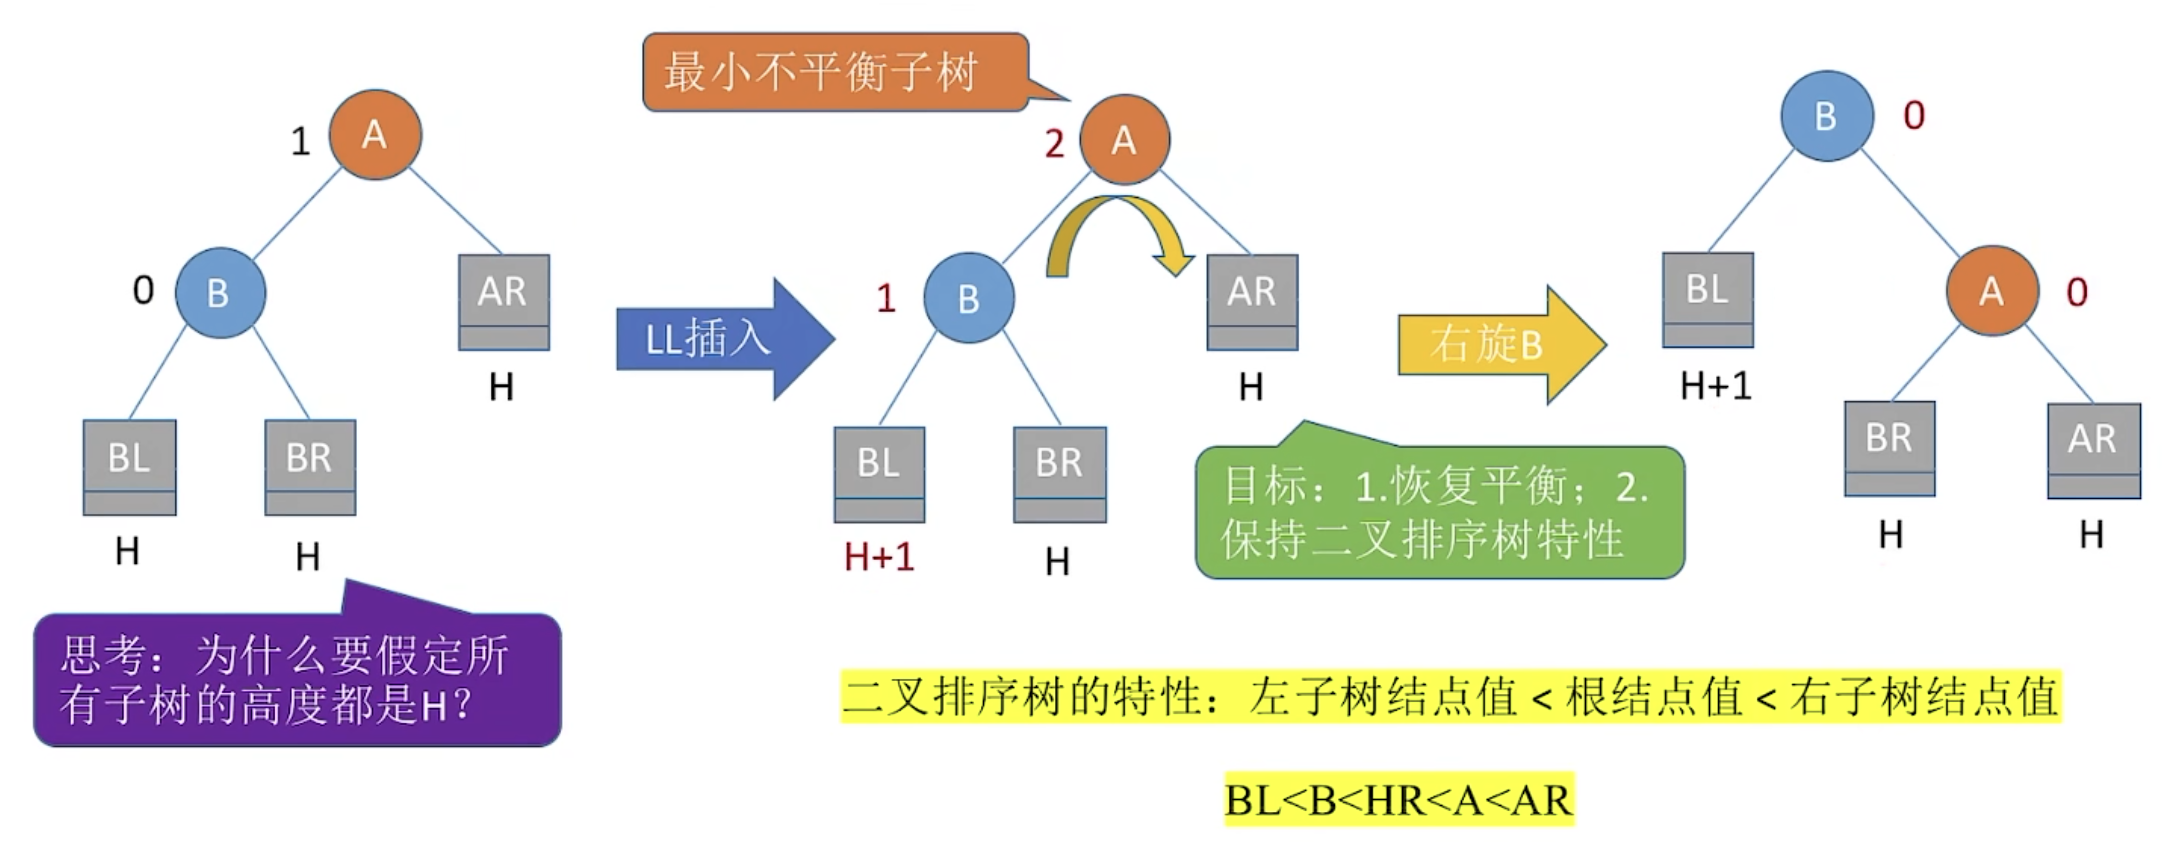 最小不平衡子树
1
A
0
B
AR
H
BL
BR
H
H
思考：为什么要假定所
有子树的高度都是H？
LL插入
2
A
1
B
AR
H
BL
BR
H+1
H
目标：1.恢复平衡；2.
保持二叉排序树特性
右旋B
B
0
BL
H+1
A
0
BR
AR
H
H
二叉排序树的特性：左子树结点值 < 根结点值 < 右子树结点值
BL<B<HR<A<AR